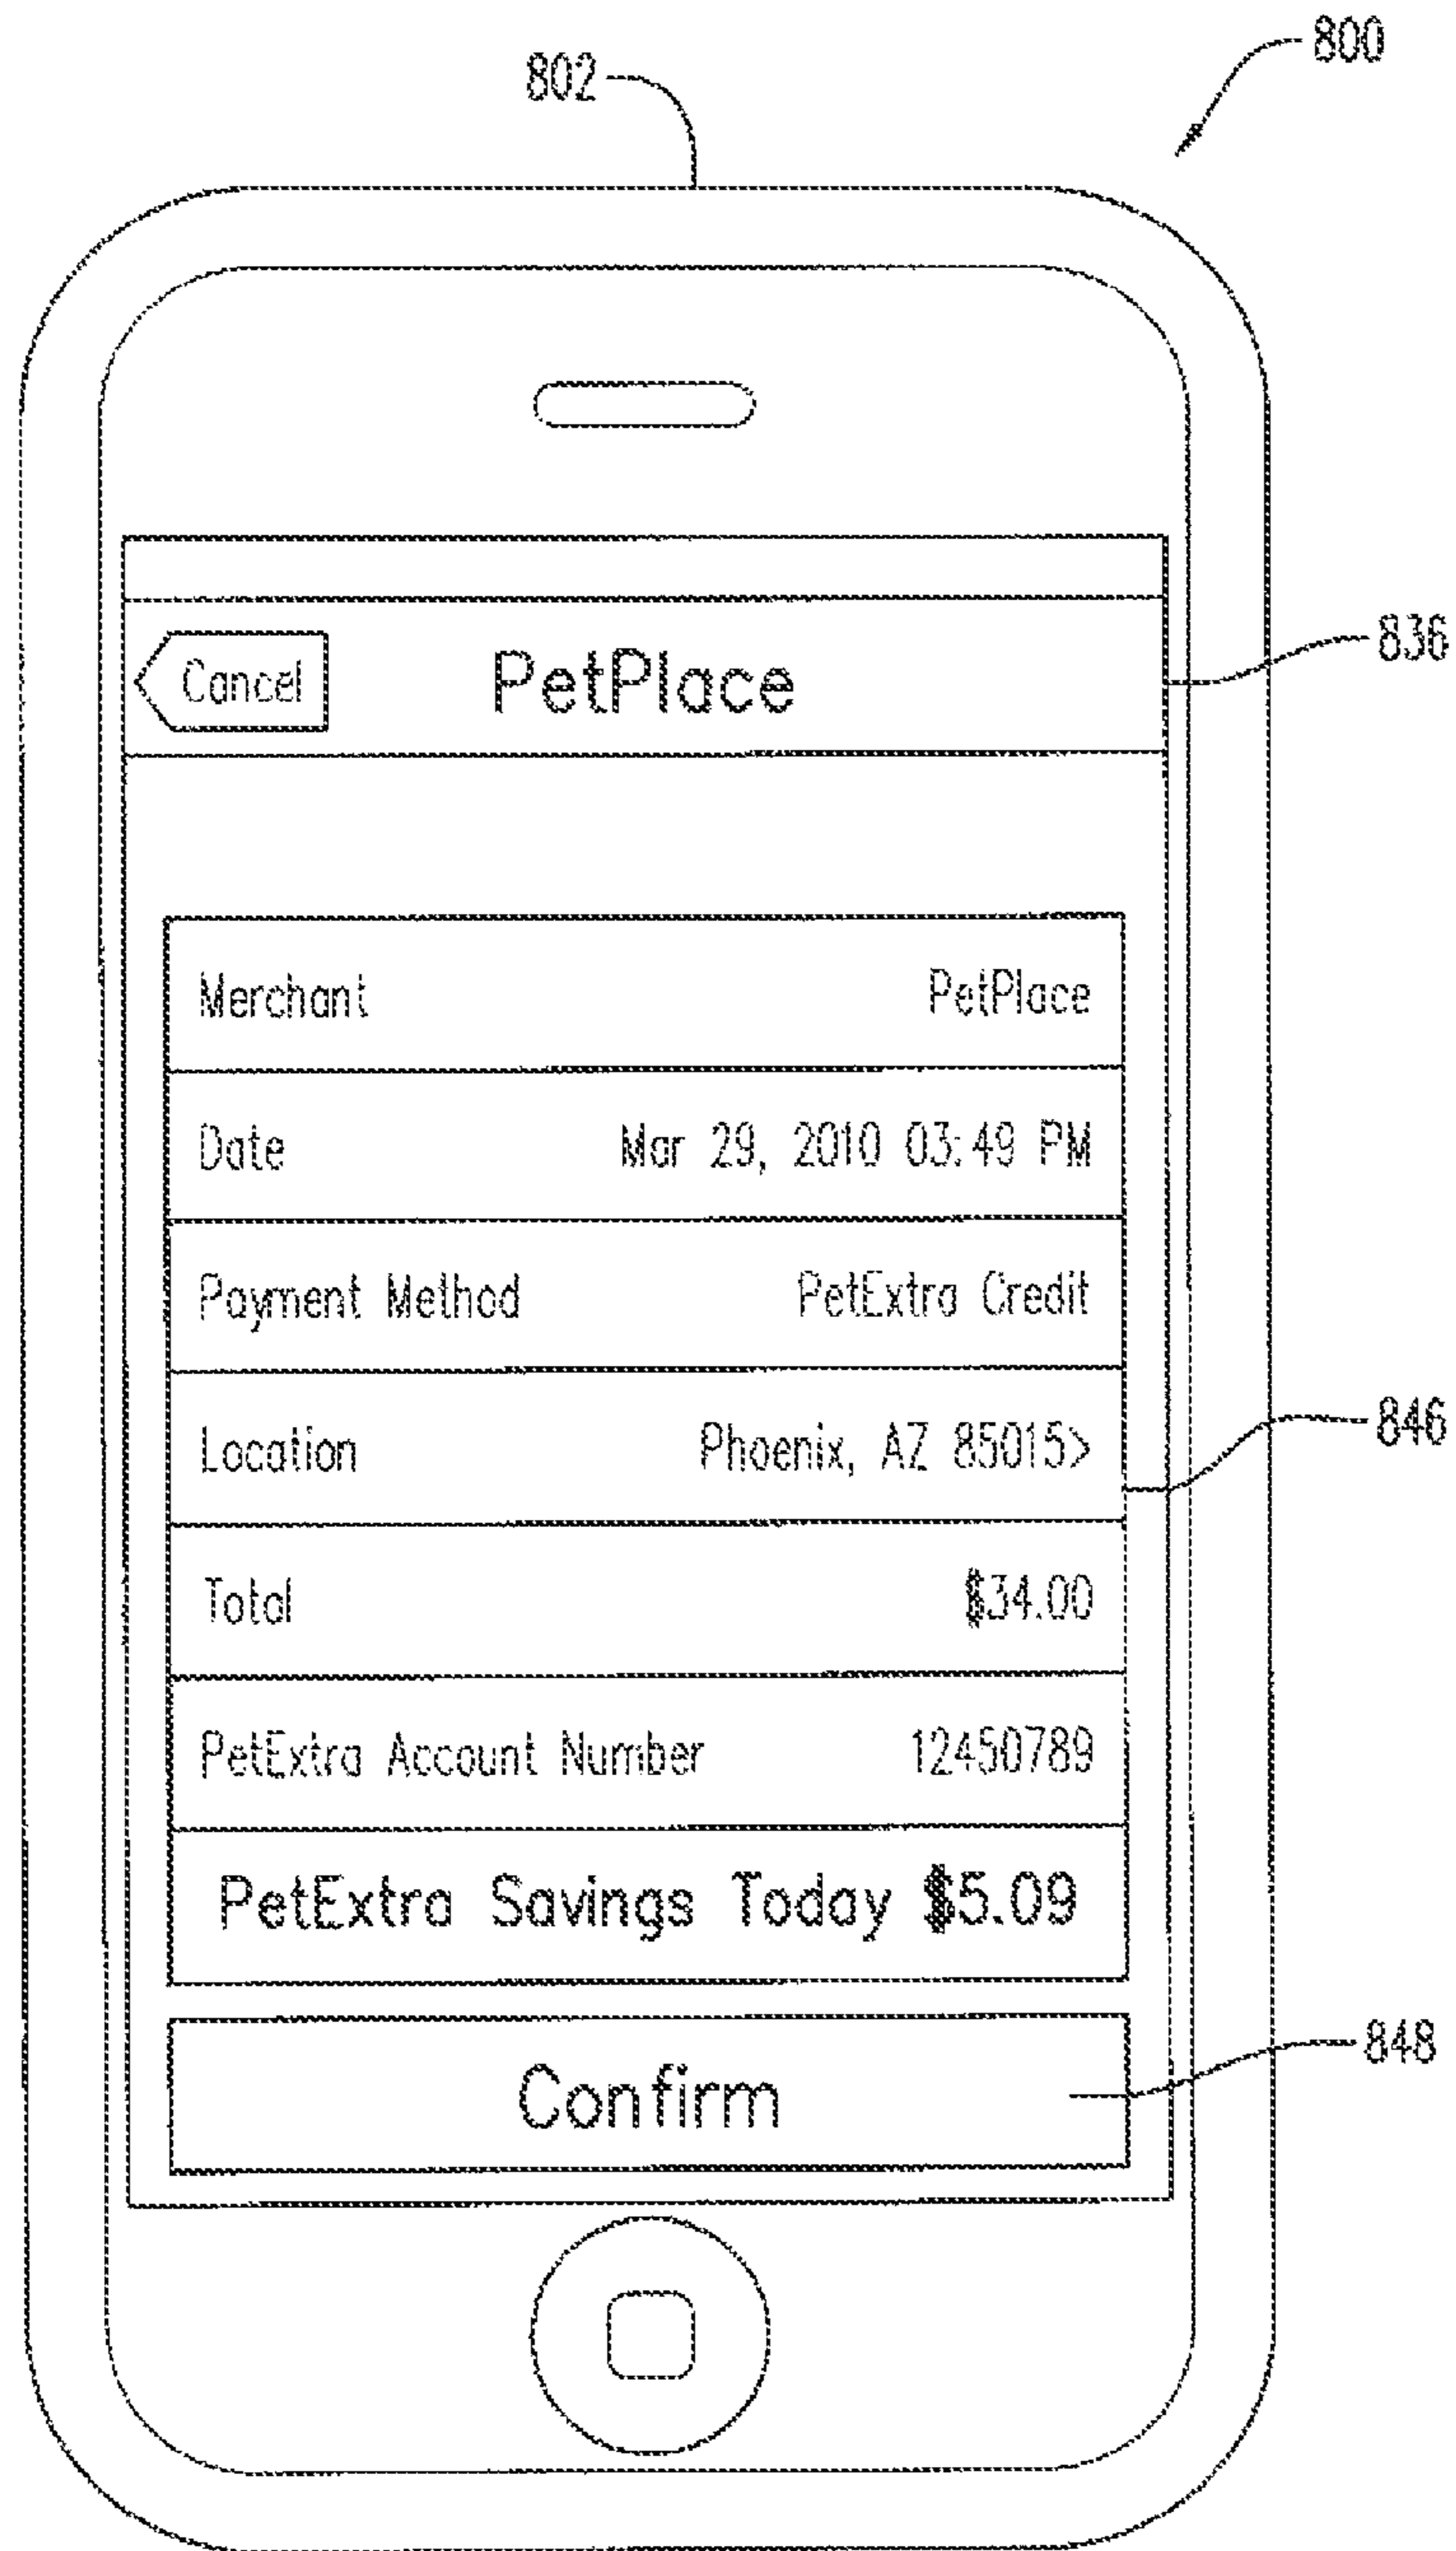 800
802
Cancel PetPlace
836
Merchant PetPlace
Date Mar 29, 2010 03:49 PM
Payment Method PetExtra Credit
Location Phoenix, AZ 85015>
846
Total $34.00
PetExtra Account Number 12450789
PetExtra Savings Today $5.09
848
Confirm